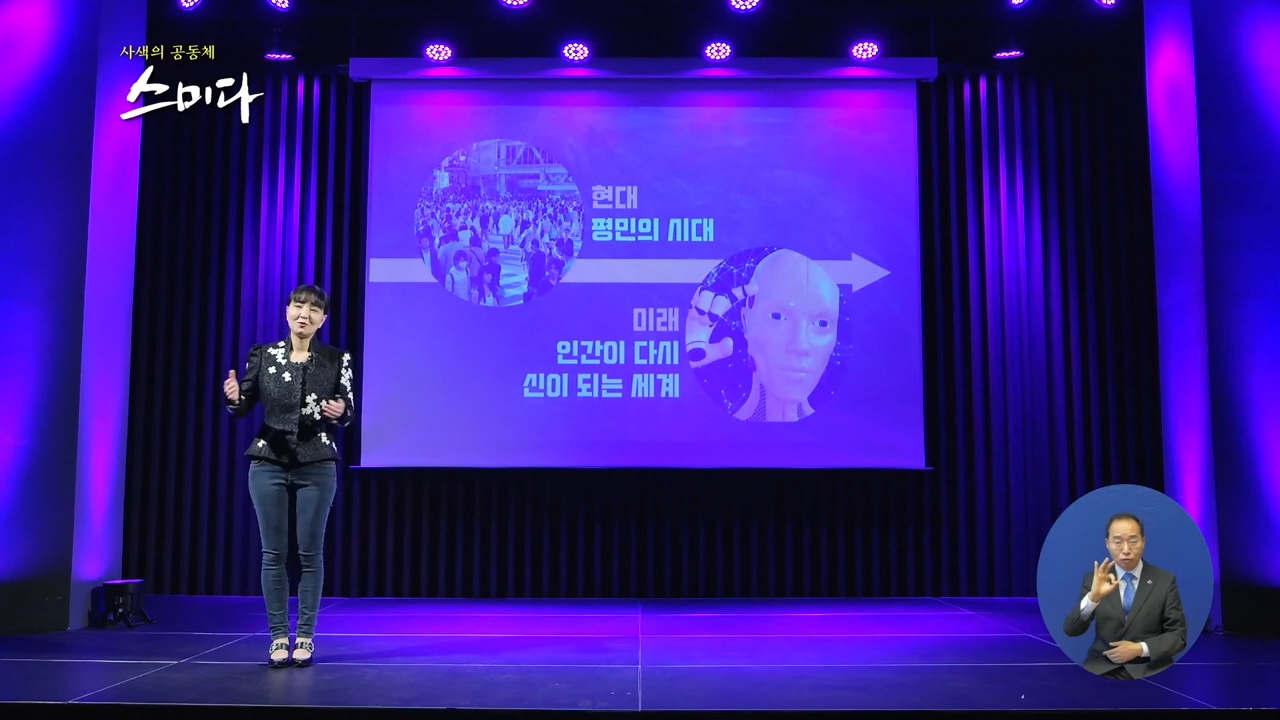 사색의 공동체
스미다
현대
평민의 시대
미래
인간이 다시
신이 되는 세계